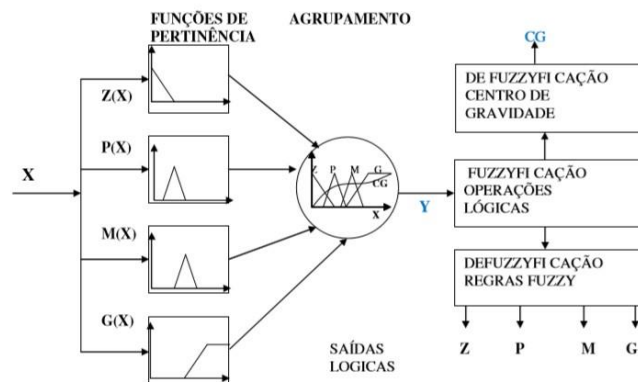 FUNÇÕES DE
PERTINÊNCIA
AGRUPAMENTO
X
Z(X)
P(X)
M(X)
G(X)
Z P M G
CG
X
Y
SAÍDAS
LOGICAS
CG
DE FUZZYFI CAÇÃO
CENTRO DE
GRAVIDADE
FUZZYFI CAÇÃO
OPERAÇÕES
LÓGICAS
DEFUZZYFI CAÇÃO
REGRAS FUZZY
Z P M G